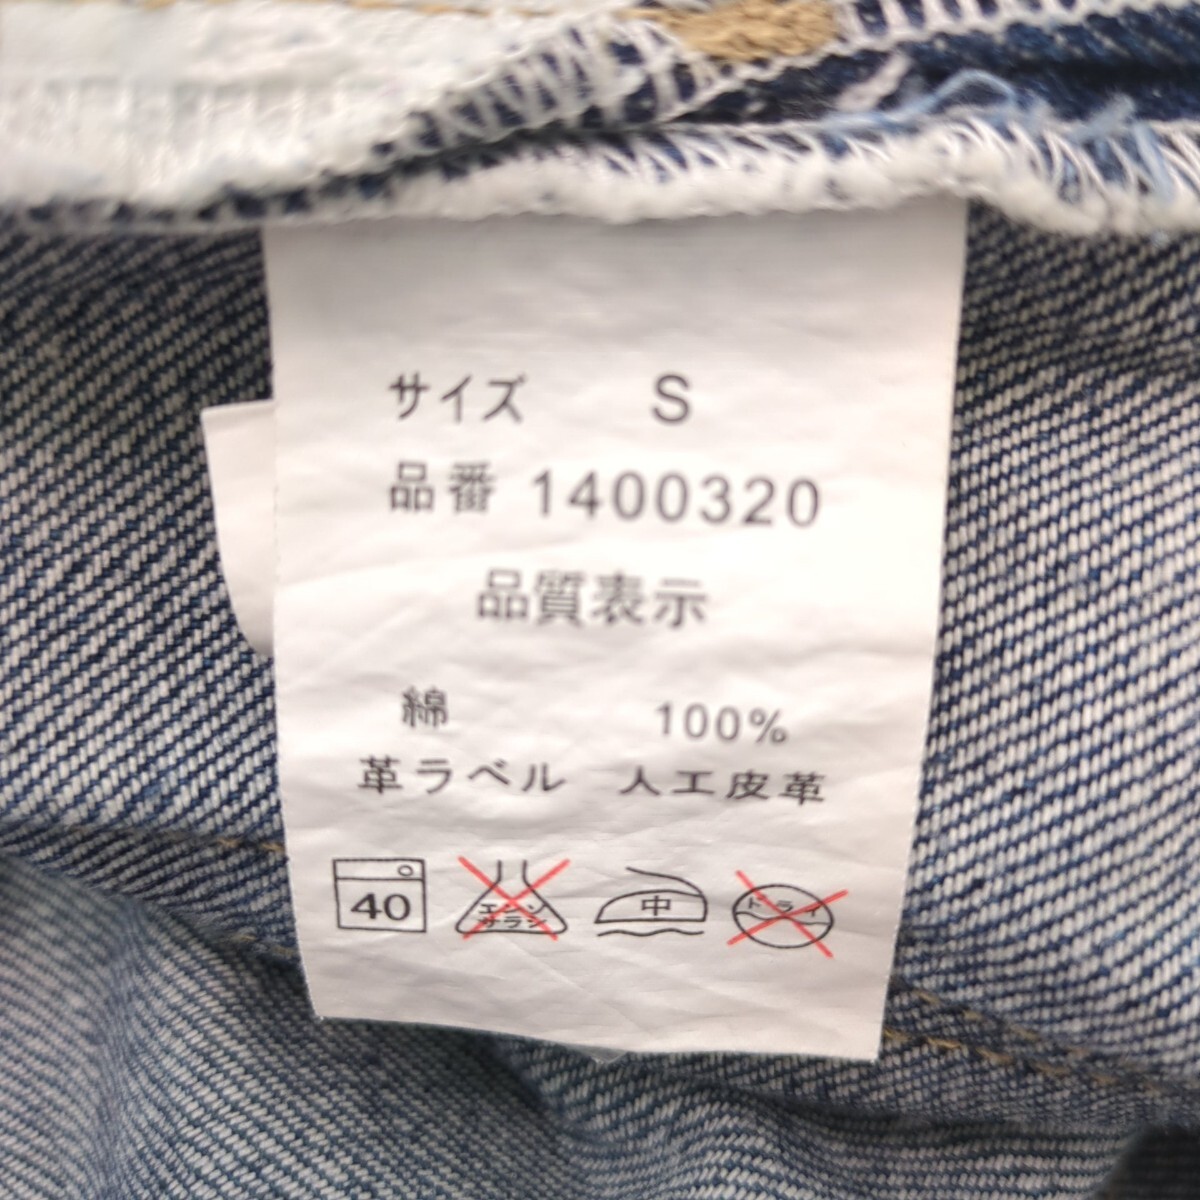 サイズ S
品番 1400320
品質表示
綿 100%
革ラベル 人工皮革
40 エンソサラシ 中 ドライ